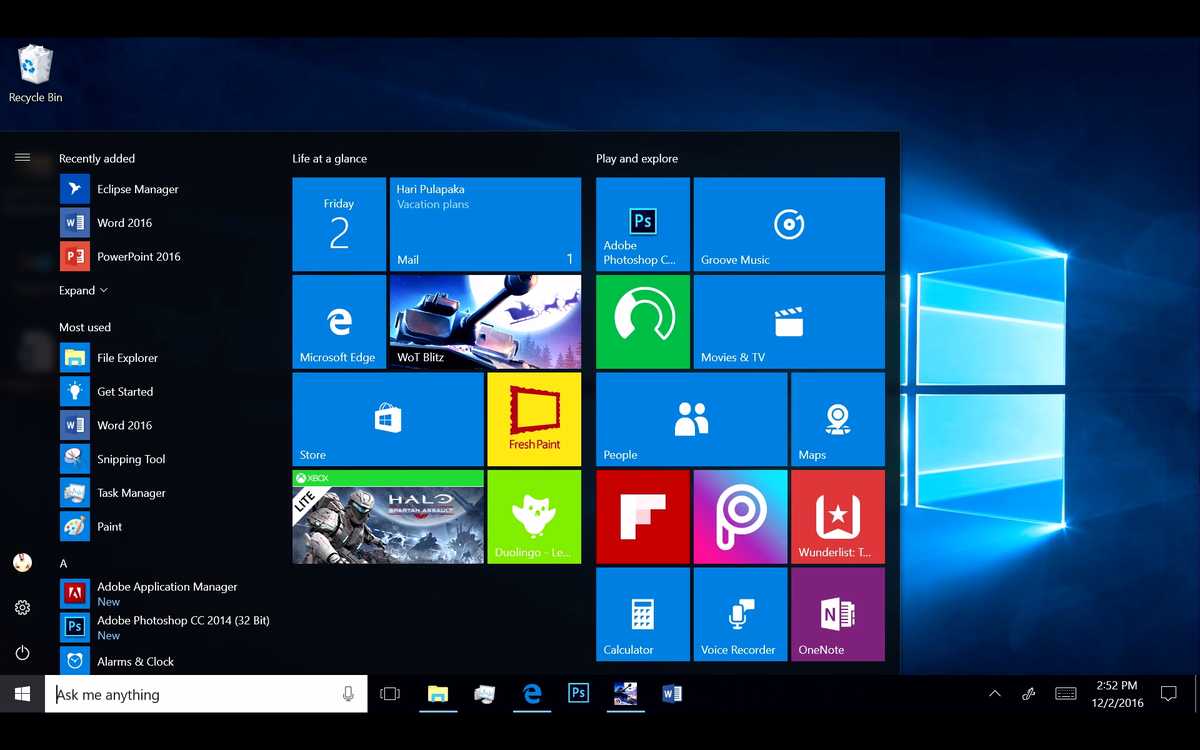 Recycle Bin
Recently added
Eclipse Manager
Word 2016
PowerPoint 2016
Expand
Most used
File Explorer
Get Started
Word 2016
Snipping Tool
Task Manager
Paint
A
Adobe Application Manager
New
Adobe Photoshop CC 2014 (32 Bit)
New
Alarms & Clock
Life at a glance
Friday
2
Hari Pulapaka
Vacation plans
Mail
1
Microsoft Edge
WoT Blitz
Store
Fresh Paint
XBOX
LITE
HALO
SPARTAN ASSAULT
Duolingo - Le...
Play and explore
Ps
Adobe
Photoshop C...
Groove Music
Movies & TV
People
Maps
Wunderlist: T...
Calculator
Voice Recorder
OneNote
Ask me anything
Ps
2:52 PM
12/2/2016